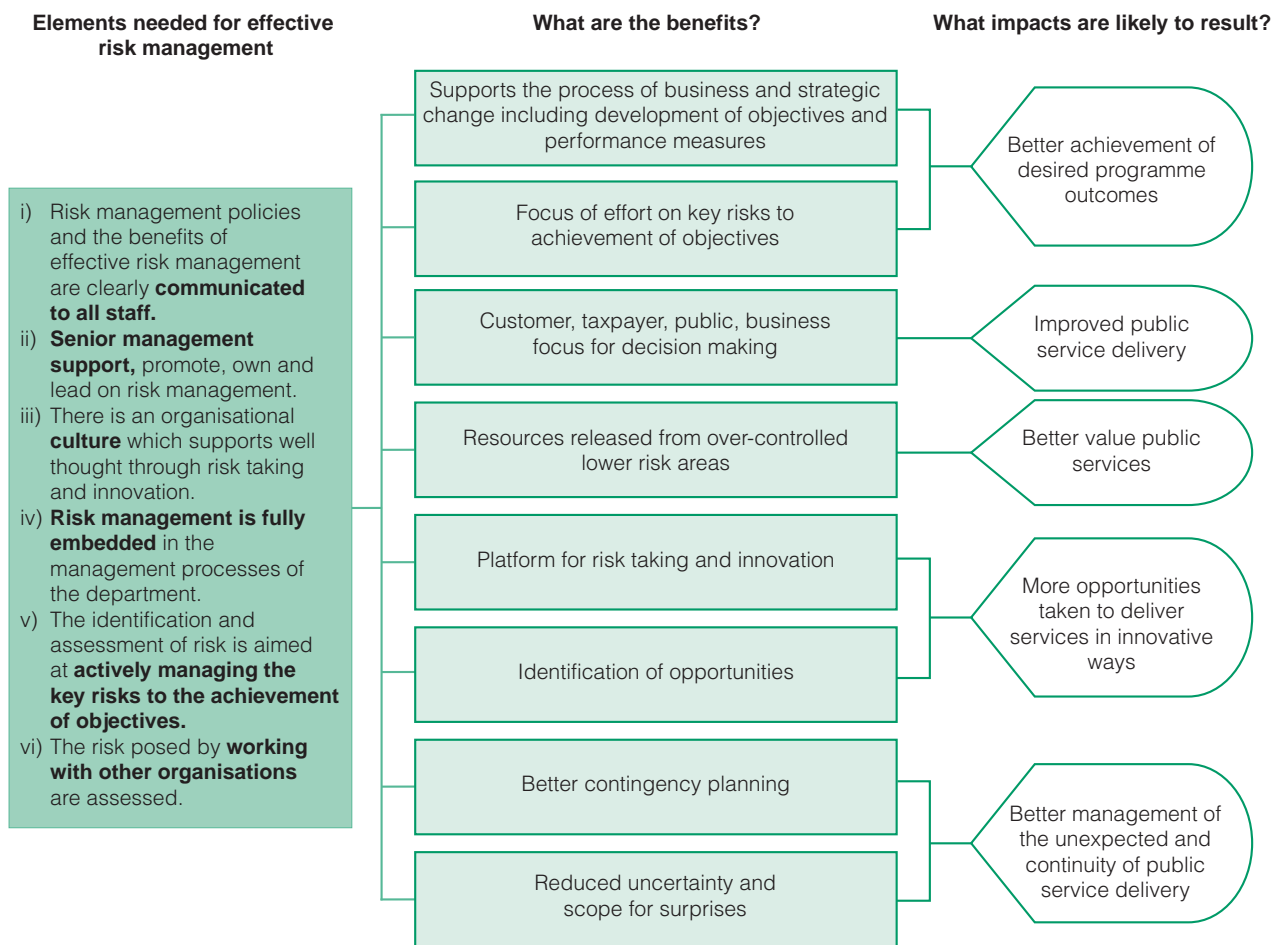 Elements needed for effective
risk management
i) Risk management policies
and the benefits of
effective risk management
are clearly communicated
to all staff.
ii) Senior management
support, promote, own and
lead on risk management.
iii) There is an organisational
culture which supports well
thought through risk taking
and innovation.
iv) Risk management is fully
embedded in the
management processes of
the department.
v) The identification and
assessment of risk is aimed
at actively managing the
key risks to the achievement
of objectives.
vi) The risk posed by working
with other organisations
are assessed.
What are the benefits?
Supports the process of business and strategic
change including development of objectives and
performance measures
Focus of effort on key risks to
achievement of objectives
Customer, taxpayer, public, business
focus for decision making
Resources released from over-controlled
lower risk areas
Platform for risk taking and innovation
Identification of opportunities
Better contingency planning
Reduced uncertainty and
scope for surprises
What impacts are likely to result?
Better achievement of
desired programme
outcomes
Improved public
service delivery
Better value public
services
More opportunities
taken to deliver
services in innovative
ways
Better management of
the unexpected and
continuity of public
service delivery